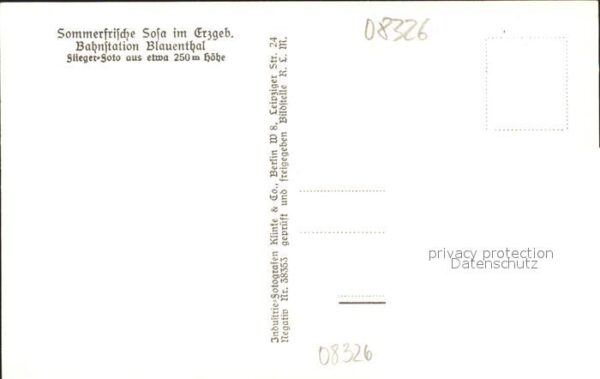 Sommerfrische Sosa im Erzgeb.
Bahnstation Blauenthal
Flieger-Foto aus etwa 250 m Höhe
08326
Industrie-Fotografen Klinke & Co., Berlin W 8, Leipziger Str. 24
Negativ Nr. 38353 geprüft und freigegeben Bildstelle R. L. M.
privacy protection
Datenschutz
08326